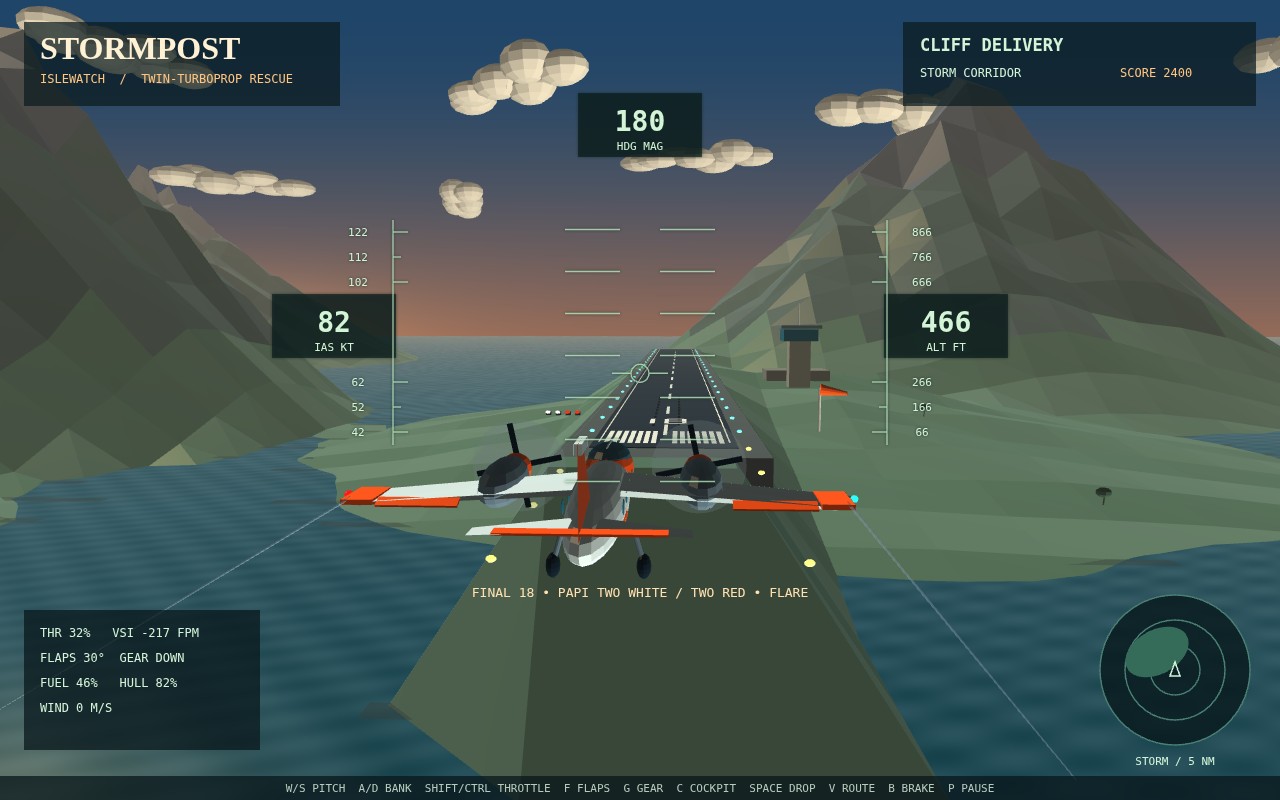 STORMPOST
ISLEWATCH / TWIN-TURBOPROP RESCUE
CLIFF DELIVERY
STORM CORRIDOR SCORE 2400
180
HDG MAG
122
112
102
82
IAS KT
62
52
42
866
766
666
466
ALT FT
266
166
66
FINAL 18 • PAPI TWO WHITE / TWO RED • FLARE
THR 32% VSI -217 FPM
FLAPS 30° GEAR DOWN
FUEL 46% HULL 82%
WIND 0 M/S
STORM / 5 NM
W/S PITCH A/D BANK SHIFT/CTRL THROTTLE F FLAPS G GEAR C COCKPIT SPACE DROP V ROUTE B BRAKE P PAUSE